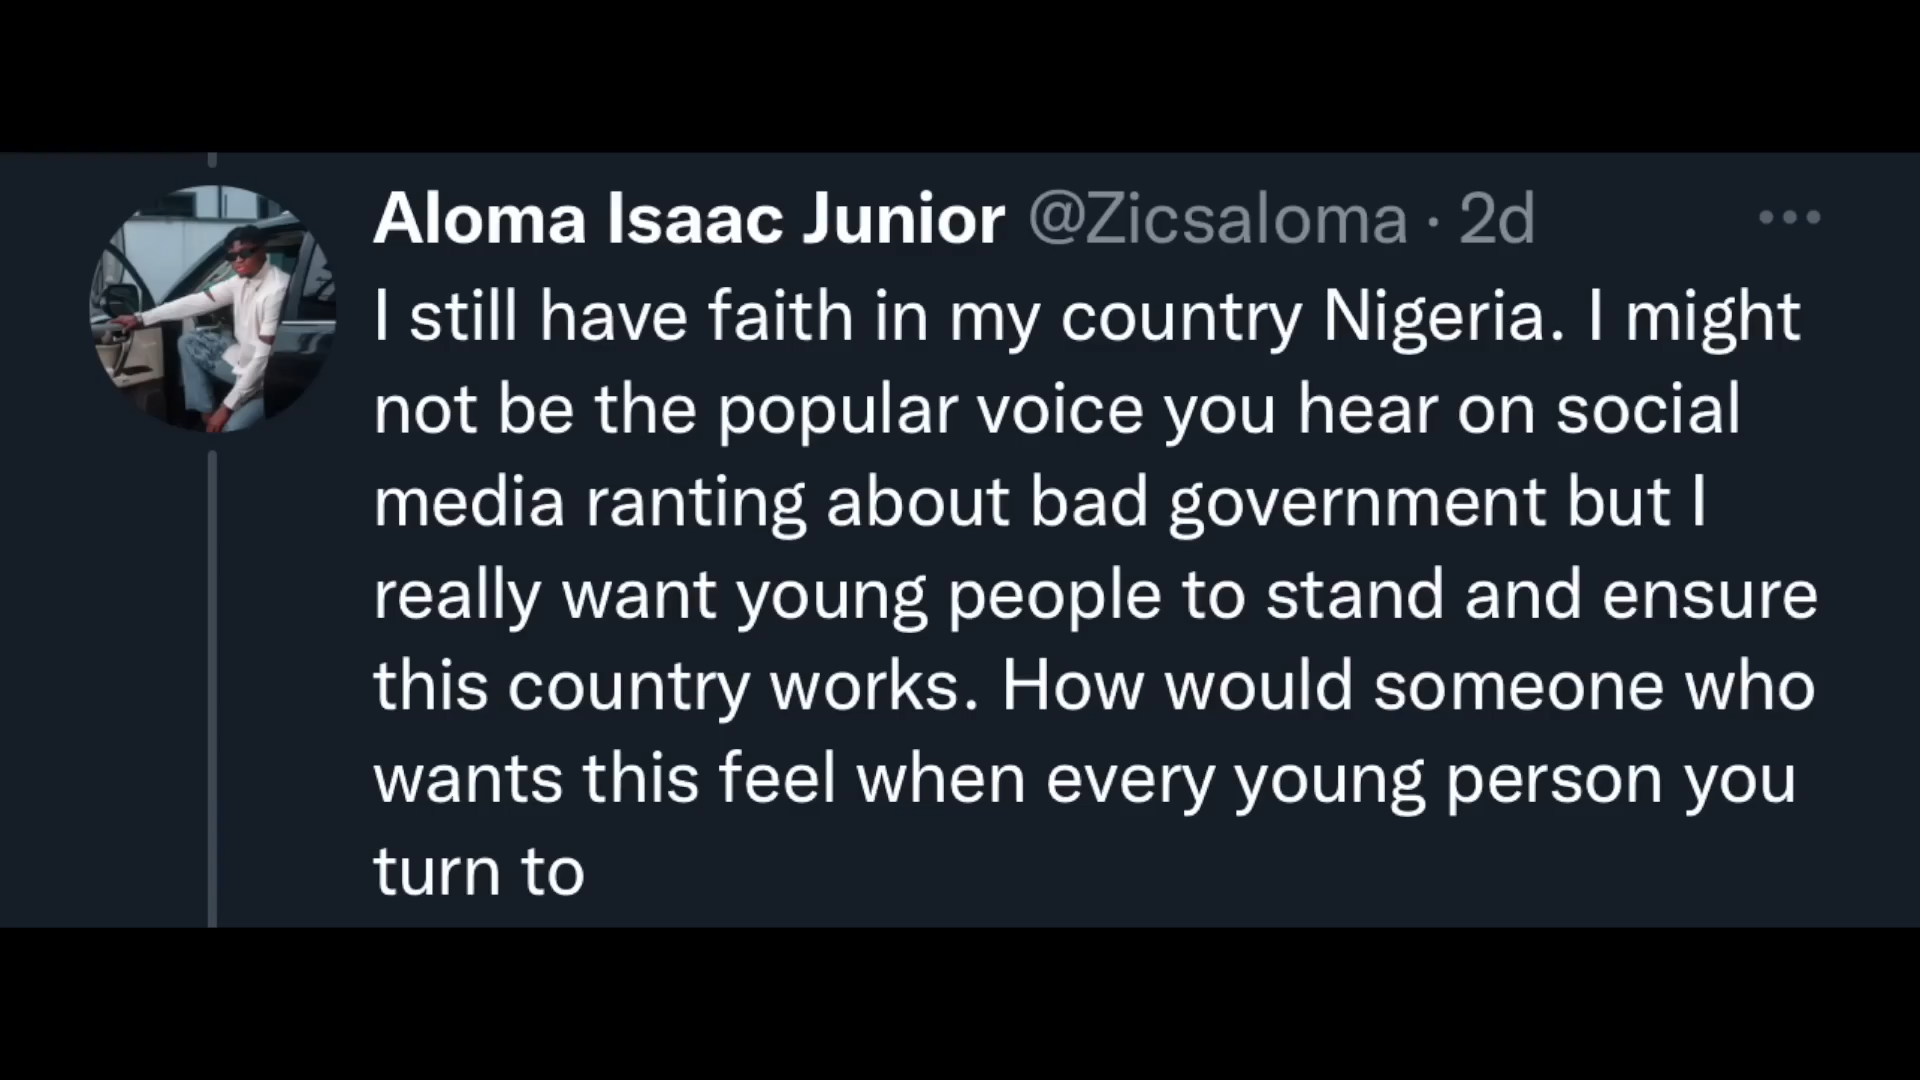 Aloma Isaac Junior @Zicsaloma · 2d
I still have faith in my country Nigeria. I might
not be the popular voice you hear on social
media ranting about bad government but I
really want young people to stand and ensure
this country works. How would someone who
wants this feel when every young person you
turn to